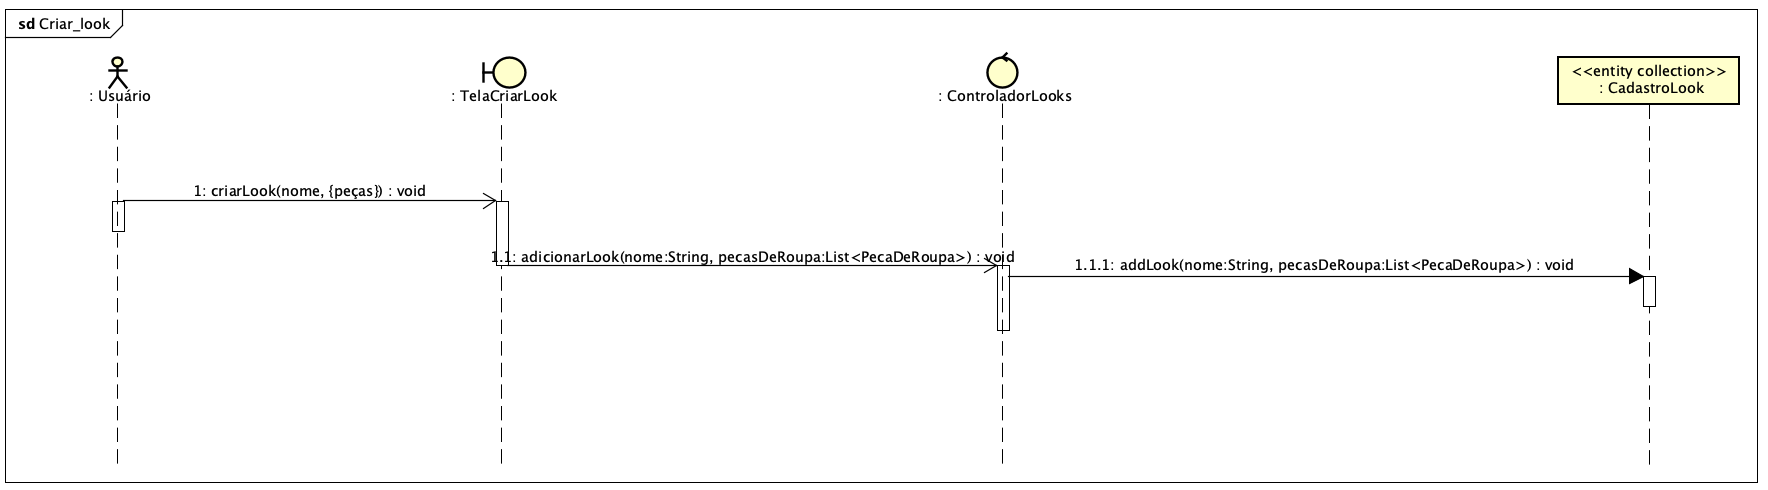 sd Criar_look
: Usuário
: TelaCriarLook
: ControladorLooks
<<entity collection>>
: CadastroLook
1: criarLook(nome, {peças}) : void
1.1: adicionarLook(nome:String, pecasDeRoupa:List<PecaDeRoupa>) : void
1.1.1: addLook(nome:String, pecasDeRoupa:List<PecaDeRoupa>) : void